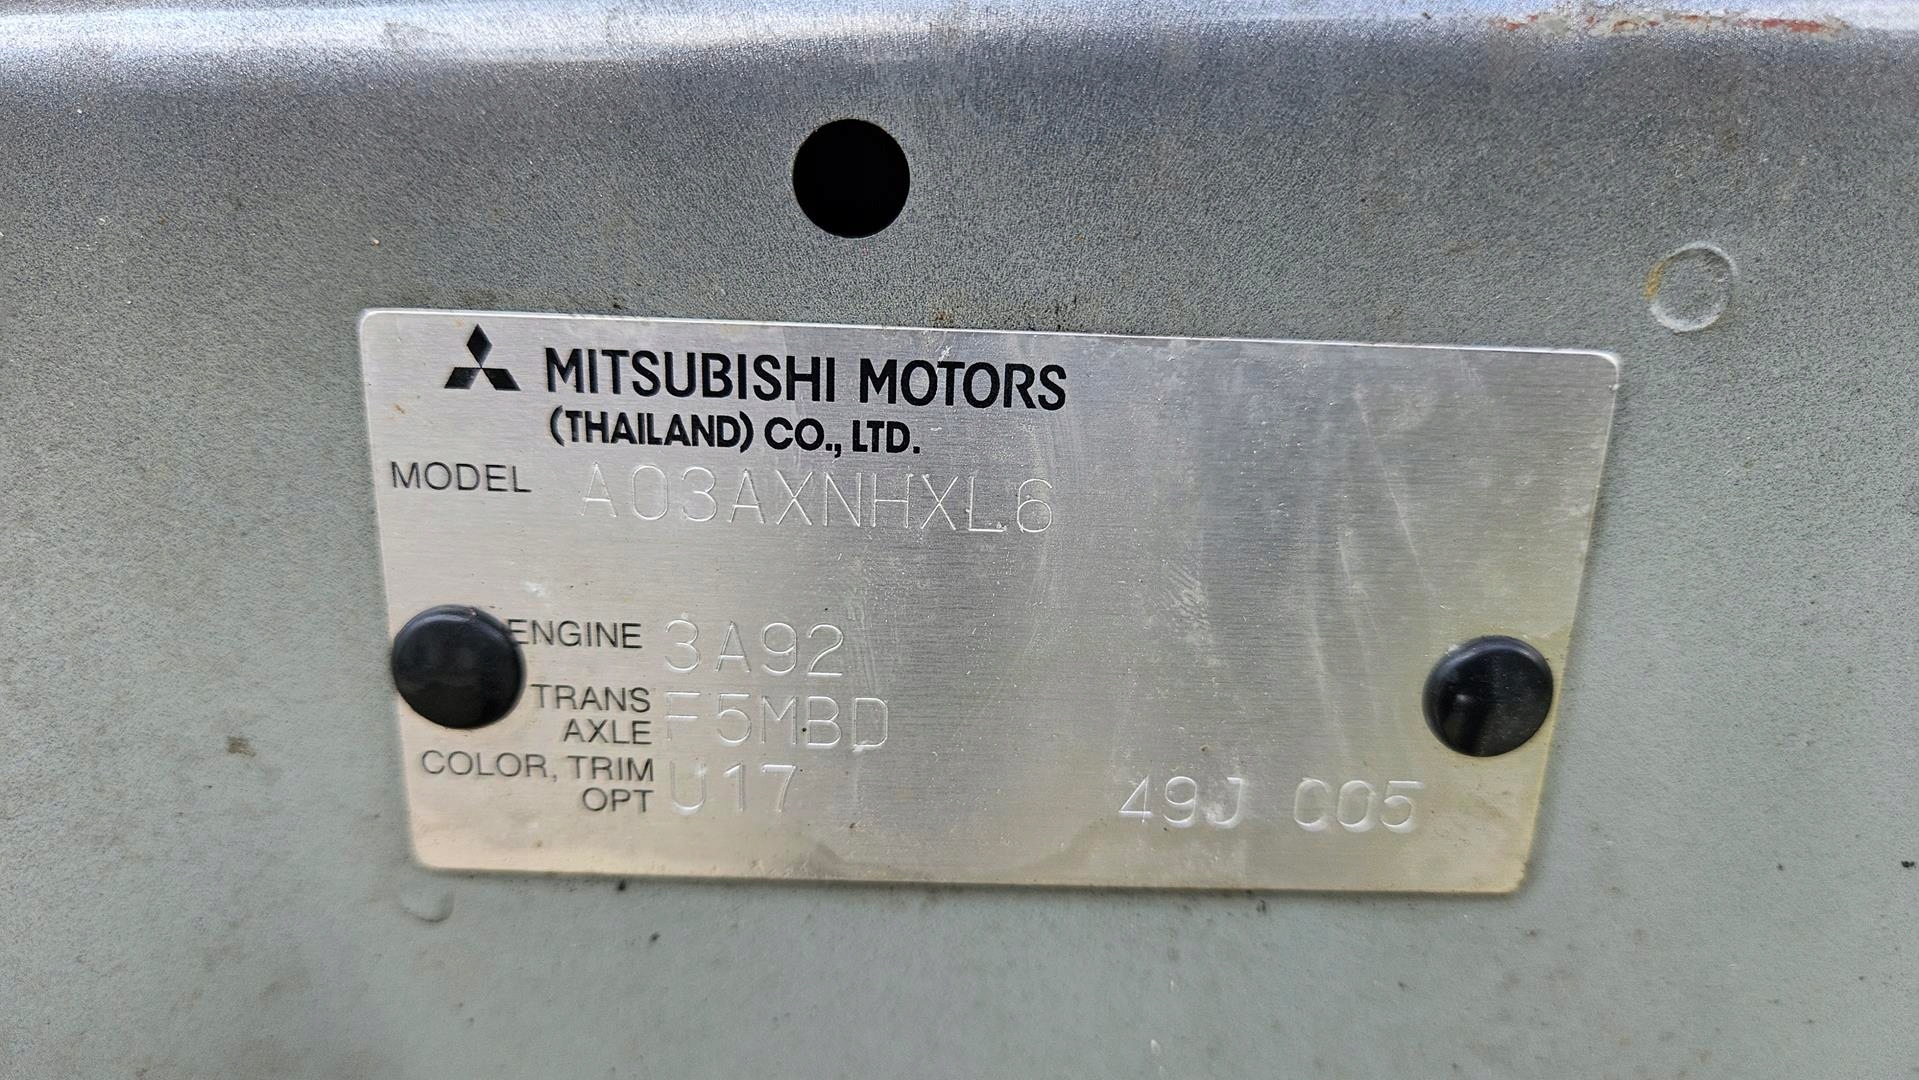 MITSUBISHI MOTORS
(THAILAND) CO., LTD.
MODEL A03AXNHXL6
ENGINE 3A92
TRANS AXLE F5MBD
COLOR, TRIM OPT U17 49J C05